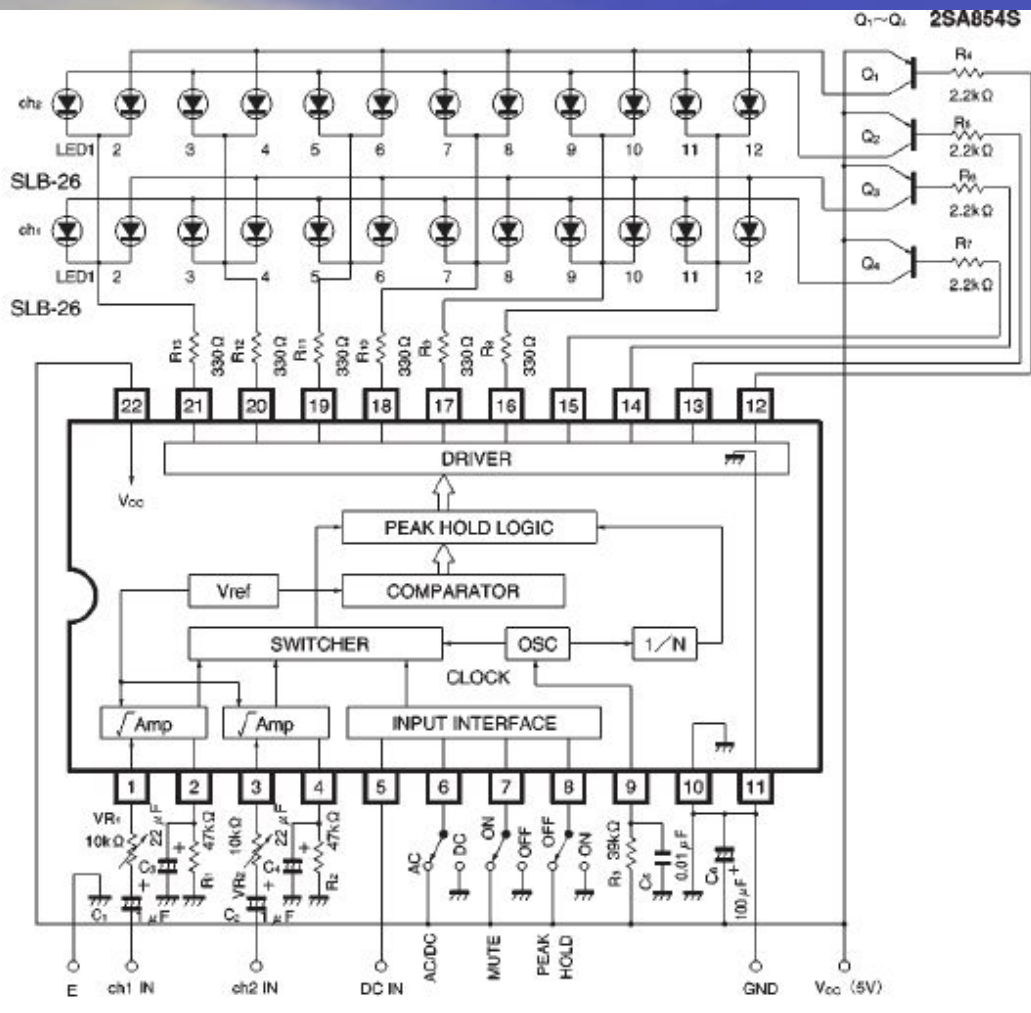 Q₁~Q₄ 2SA854S
R₄
Q₁
2.2kΩ
ch₂
R₅
Q₂
2.2kΩ
LED1 2 3 4 5 6 7 8 9 10 11 12
SLB-26
R₆
Q₃
2.2kΩ
ch₁
R₇
Q₄
2.2kΩ
LED1 2 3 4 5 6 7 8 9 10 11 12
SLB-26
R₁₃ 330Ω R₁₂ 330Ω R₁₁ 330Ω R₁₀ 330Ω R₉ 330Ω R₈ 330Ω
22 21 20 19 18 17 16 15 14 13 12
DRIVER
Vcc
PEAK HOLD LOGIC
Vref COMPARATOR
SWITCHER OSC 1/N
CLOCK
√Amp √Amp INPUT INTERFACE
1 2 3 4 5 6 7 8 9 10 11
VR₁ 10kΩ 22μF C₃ + 47kΩ R₁
10kΩ VR₂ 22μF C₄ + 47kΩ R₂
AC DC ON OFF OFF ON
R₃ 39kΩ C₅ 0.01μF C₆ 100μF +
C₁ + 1μF C₂ + 1μF
AC/DC MUTE PEAK HOLD
E ch1 IN ch2 IN DC IN GND Vcc (5V)